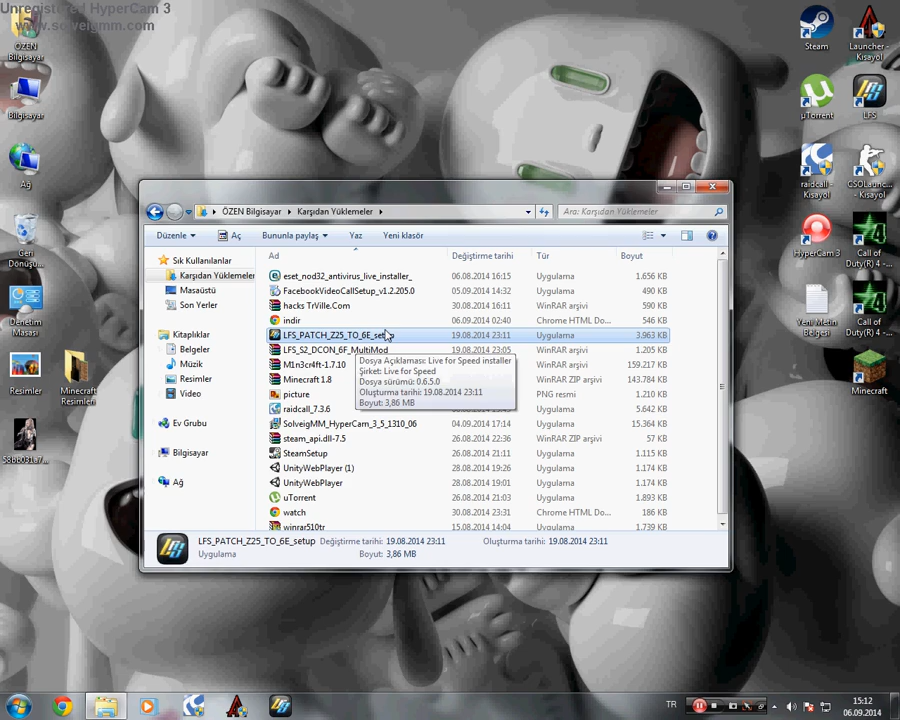 Unregistered HyperCam 3
www.solveigmm.com
ÖZEN
Bilgisayar
Bilgisayar
Ağ
Geri
Dönüşü...
Denetim
Masası
Resimler
Minecraft
Resimleri
Steam
Launcher -
Kısayol
µTorrent
LFS
raidcall -
Kısayol
CSOLaunc...
- Kısayol
HyperCam 3
Call of
Duty(R) 4 -...
Yeni Metin
Belgesi
Call of
Duty(R) 4 -...
Minecraft
ÖZEN Bilgisayar
Karşıdan Yüklemeler
Ara: Karşıdan Yüklemeler
Düzenle
Aç
Bununla paylaş
Yaz
Yeni klasör
Sık Kullanılanlar
Karşıdan Yüklemeler
Masaüstü
Son Yerler
Kitaplıklar
Belgeler
Müzik
Resimler
Video
Ev Grubu
Bilgisayar
Ağ
Ad Değiştirme tarihi Tür Boyut
eset_nod32_antivirus_live_installer_ 06.08.2014 16:15 Uygulama 1.656 KB
FacebookVideoCallSetup_v1.2.205.0 05.09.2014 14:32 Uygulama 490 KB
hacks TrVille.Com 30.08.2014 16:11 WinRAR arşivi 590 KB
indir 06.09.2014 02:40 Chrome HTML Do... 546 KB
LFS_PATCH_Z25_TO_6E_setup 19.08.2014 23:11 Uygulama 3.963 KB
LFS_S2_DCON_6F_MultiMod 19.08.2014 23:05 WinRAR arşivi 1.205 KB
M1n3cr4ft-1.7.10 WinRAR arşivi 159.217 KB
Minecraft 1.8 WinRAR ZIP arşivi 143.784 KB
picture PNG resmi 1.210 KB
raidcall_7.3.6 Uygulama 5.642 KB
SolveigMM_HyperCam_3_5_1310_06 04.09.2014 17:14 Uygulama 15.364 KB
steam_api.dll-7.5 26.08.2014 22:36 WinRAR ZIP arşivi 57 KB
SteamSetup 26.08.2014 21:11 Uygulama 1.115 KB
UnityWebPlayer (1) 28.08.2014 19:26 Uygulama 1.174 KB
UnityWebPlayer 28.08.2014 19:01 Uygulama 1.174 KB
uTorrent 26.08.2014 21:03 Uygulama 1.893 KB
watch 30.08.2014 23:31 Chrome HTML Do... 186 KB
winrar510tr 15.08.2014 14:04 Uygulama 1.739 KB
Dosya Açıklaması: Live for Speed installer
Şirket: Live for Speed
Dosya sürümü: 0.6.5.0
Oluşturma tarihi: 19.08.2014 23:11
Boyut: 3,86 MB
LFS_PATCH_Z25_TO_6E_setup Değiştirme tarihi: 19.08.2014 23:11 Oluşturma tarihi: 19.08.2014 23:11
Uygulama Boyut: 3,86 MB
TR
15:12
06.09.2014